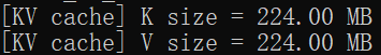 [KV cache] K size = 224.00 MB
[KV cache] V size = 224.00 MB